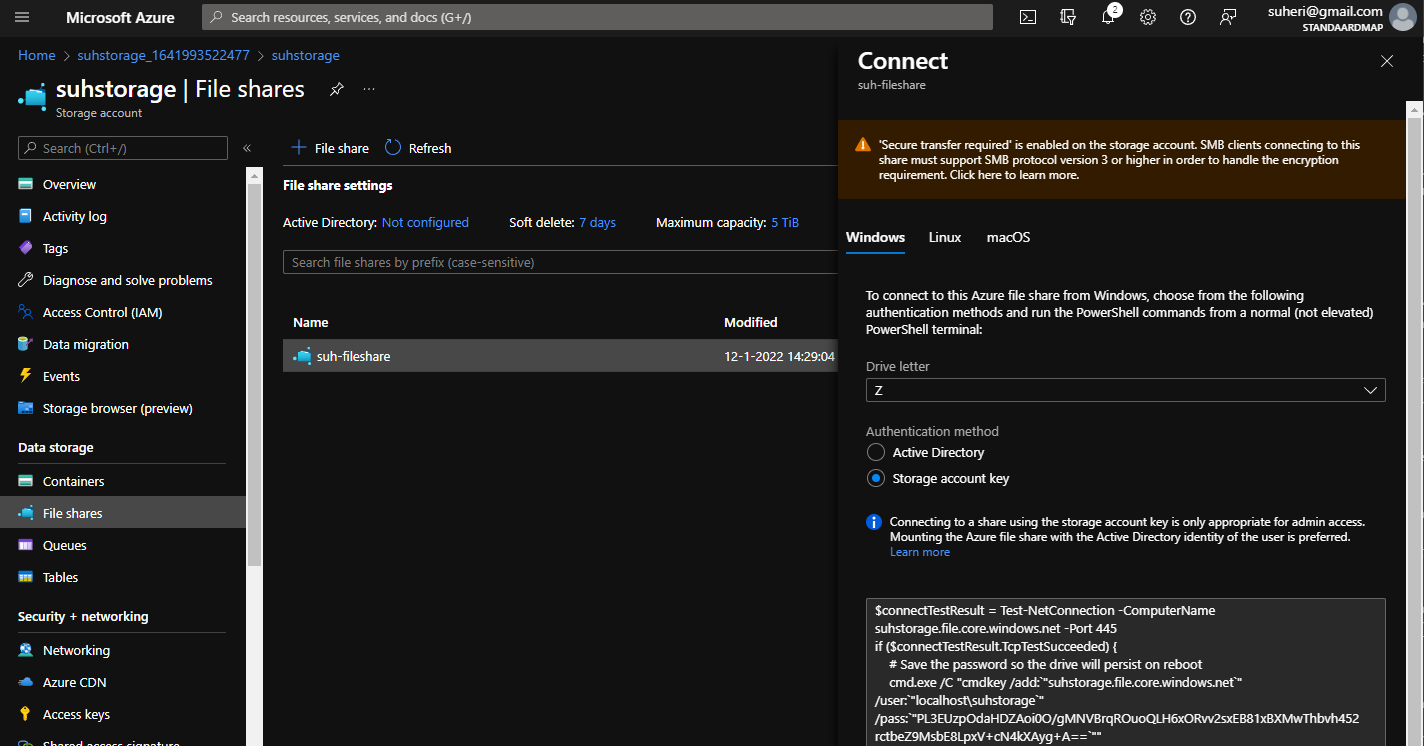 Microsoft Azure
Search resources, services, and docs (G+/)
2
suheri@gmail.com
STANDAARDMAP
Home > suhstorage_1641993522477 > suhstorage
suhstorage | File shares
...
Storage account
Search (Ctrl+/)
«
Overview
Activity log
Tags
Diagnose and solve problems
Access Control (IAM)
Data migration
Events
Storage browser (preview)
Data storage
Containers
File shares
Queues
Tables
Security + networking
Networking
Azure CDN
Access keys
Shared access signature
+ File share
Refresh
File share settings
Active Directory: Not configured
Soft delete: 7 days
Maximum capacity: 5 TiB
Search file shares by prefix (case-sensitive)
Name
Modified
suh-fileshare
12-1-2022 14:29:04
Connect
suh-fileshare
'Secure transfer required' is enabled on the storage account. SMB clients connecting to this
share must support SMB protocol version 3 or higher in order to handle the encryption
requirement. Click here to learn more.
Windows
Linux
macOS
To connect to this Azure file share from Windows, choose from the following
authentication methods and run the PowerShell commands from a normal (not elevated)
PowerShell terminal:
Drive letter
Z
Authentication method
Active Directory
Storage account key
Connecting to a share using the storage account key is only appropriate for admin access.
Mounting the Azure file share with the Active Directory identity of the user is preferred.
Learn more
$connectTestResult = Test-NetConnection -ComputerName
suhstorage.file.core.windows.net -Port 445
if ($connectTestResult.TcpTestSucceeded) {
# Save the password so the drive will persist on reboot
cmd.exe /C "cmdkey /add:`"suhstorage.file.core.windows.net`"
/user:`"localhost\suhstorage`"
/pass:`"PL3EUzpOdaHDZAoi0O/gMNVBrqROuoQLH6xORvv2sxEB81xBXMwThbvh452
rctbeZ9MsbE8LpxV+cN4kXAyg+A==`""